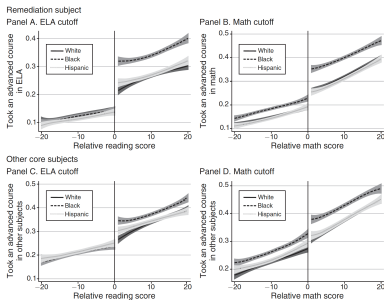 Remediation subject
Panel A. ELA cutoff
Panel B. Math cutoff
Took an advanced course
in ELA
0.4
0.3
0.2
0.1
White
Black
Hispanic
−20 −10 0 10 20
Relative reading score
Took an advanced course
in math
0.5
0.4
0.3
0.2
0.1
White
Black
Hispanic
−20 −10 0 10 20
Relative math score
Other core subjects
Panel C. ELA cutoff
Panel D. Math cutoff
Took an advanced course
in other subjects
0.5
0.4
0.3
0.2
0.1
White
Black
Hispanic
−20 −10 0 10 20
Relative reading score
Took an advanced course
in other subjects
0.5
0.4
0.3
0.2
White
Black
Hispanic
−20 −10 0 10 20
Relative math score